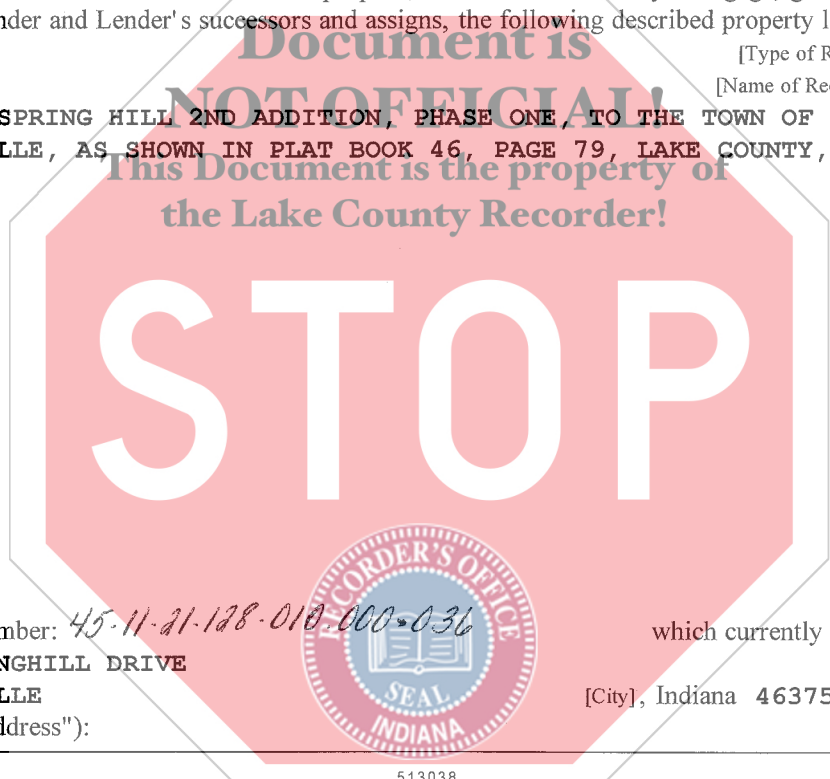 nder and Lender's successors and assigns, the following described property l
Document is
[Type of R
[Name of Rec
NOT OFFICIAL!
SPRING HILL 2ND ADDITION, PHASE ONE, TO THE TOWN OF
LLE, AS SHOWN IN PLAT BOOK 46, PAGE 79, LAKE COUNTY,
This Document is the property of
the Lake County Recorder!
STOP
RECORDER'S OFFICE
SEAL
INDIANA
mber: 45-11-21-128-010.000-036 which currently
NGHILL DRIVE
LLE [City], Indiana 46375
ddress"):
513038